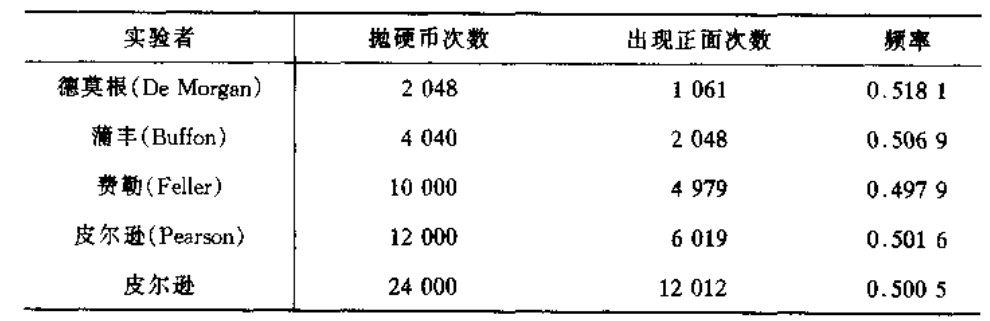 实验者 抛硬币次数 出现正面次数 频率
德莫根(De Morgan) 2 048 1 061 0.518 1
蒲丰(Buffon) 4 040 2 048 0.506 9
费勒(Feller) 10 000 4 979 0.497 9
皮尔逊(Pearson) 12 000 6 019 0.501 6
皮尔逊 24 000 12 012 0.500 5